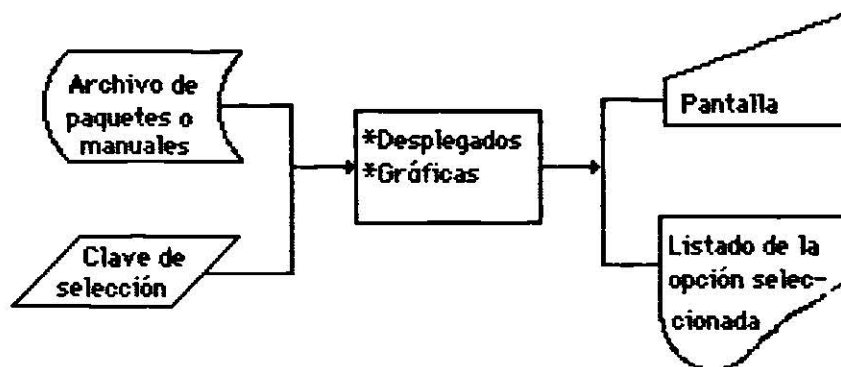 Archivo de
paquetes o
manuales
Clave de
selección
*Desplegados
*Gráficas
Pantalla
Listado de la
opción selec-
cionada